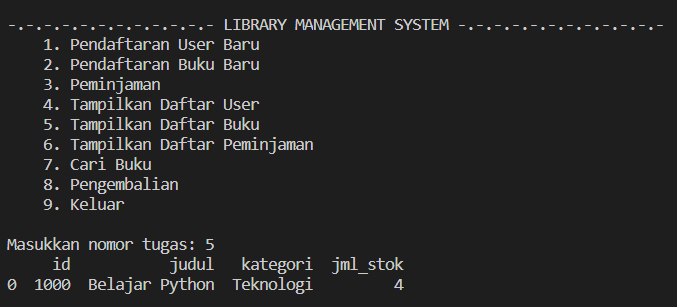 -.-.-.-.-.-.-.-.-.-.-.- LIBRARY MANAGEMENT SYSTEM -.-.-.-.-.-.-.-.-.-.-.-
1. Pendaftaran User Baru
2. Pendaftaran Buku Baru
3. Peminjaman
4. Tampilkan Daftar User
5. Tampilkan Daftar Buku
6. Tampilkan Daftar Peminjaman
7. Cari Buku
8. Pengembalian
9. Keluar
Masukkan nomor tugas: 5
id judul kategori jml_stok
0 1000 Belajar Python Teknologi 4